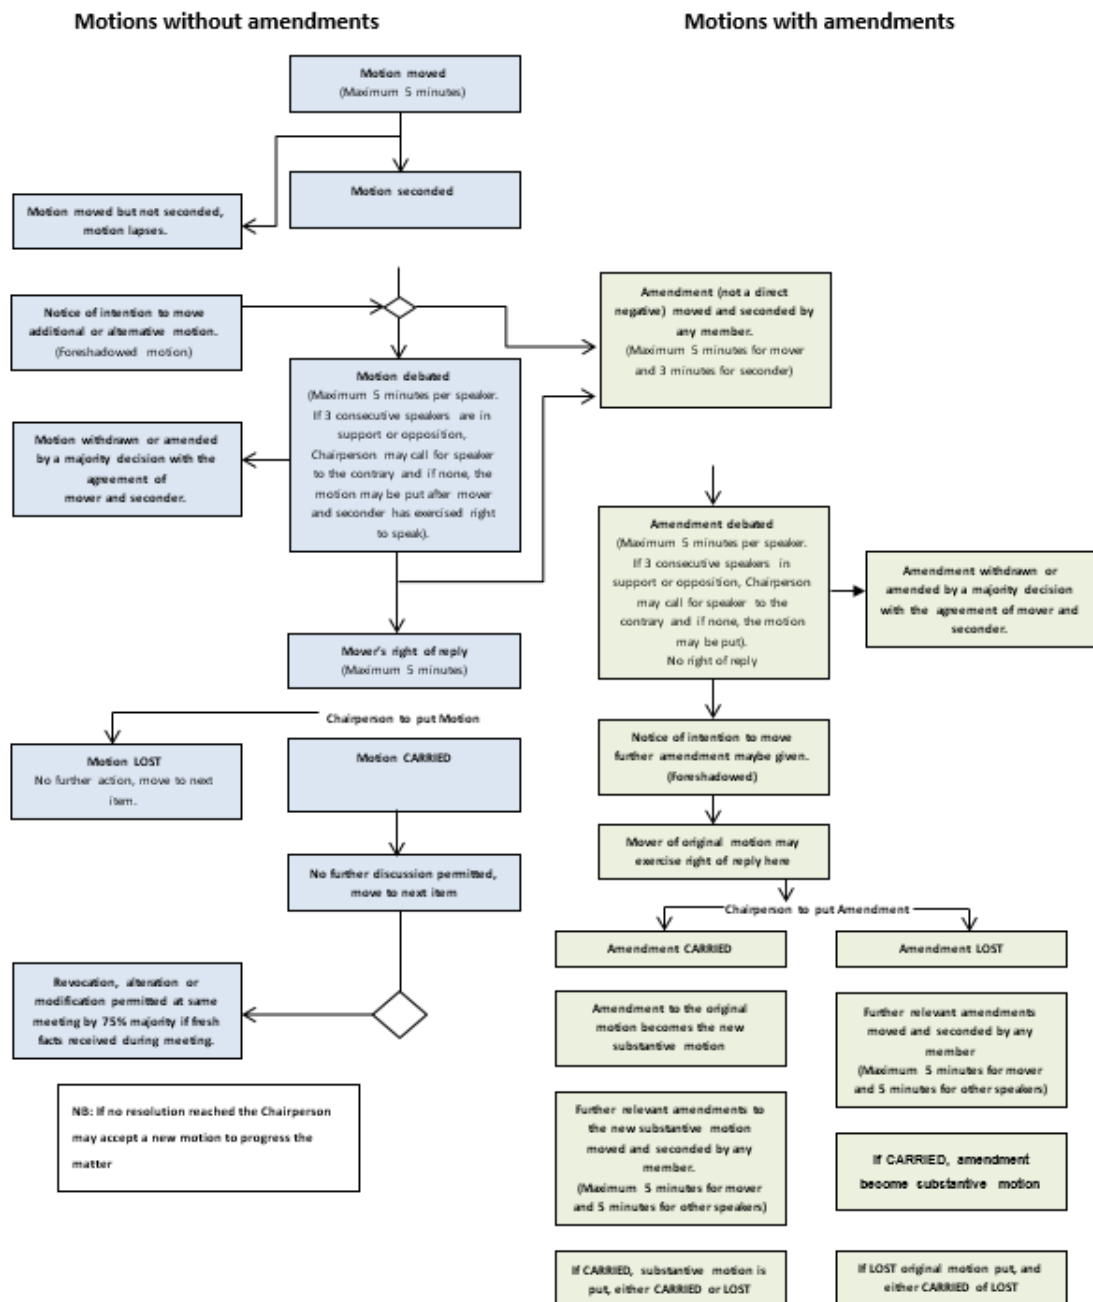 Motions without amendments
Motions with amendments
Motion moved
(Maximum 5 minutes)
Motion seconded
Motion moved but not seconded,
motion lapses.
Notice of intention to move
additional or alternative motion.
(Foreshadowed motion)
Motion debated
(Maximum 5 minutes per speaker.
If 3 consecutive speakers are in
support or opposition,
Chairperson may call for speaker
to the contrary and if none, the
motion may be put after mover
and seconder has exercised right
to speak).
Motion withdrawn or amended
by a majority decision with the
agreement of
mover and seconder.
Mover's right of reply
(Maximum 5 minutes)
Chairperson to put Motion
Motion LOST
No further action, move to next
item.
Motion CARRIED
No further discussion permitted,
move to next item
Revocation, alteration or
modification permitted at same
meeting by 75% majority if fresh
facts received during meeting.
NB: If no resolution reached the Chairperson
may accept a new motion to progress the
matter
Amendment (not a direct
negative) moved and seconded by
any member.
(Maximum 5 minutes for mover
and 3 minutes for seconder)
Amendment debated
(Maximum 5 minutes per speaker.
If 3 consecutive speakers in
support or opposition, Chairperson
may call for speaker to the
contrary and if none, the motion
may be put).
No right of reply
Amendment withdrawn or
amended by a majority decision
with the agreement of mover and
seconder.
Notice of intention to move
further amendment maybe given.
(Foreshadowed)
Mover of original motion may
exercise right of reply here
Chairperson to put Amendment
Amendment CARRIED
Amendment to the original
motion becomes the new
substantive motion
Further relevant amendments to
the new substantive motion
moved and seconded by any
member.
(Maximum 5 minutes for mover
and 5 minutes for other speakers)
If CARRIED, substantive motion is
put, either CARRIED or LOST
Amendment LOST
Further relevant amendments
moved and seconded by any
member
(Maximum 5 minutes for mover
and 5 minutes for other speakers)
If CARRIED, amendment
become substantive motion
If LOST original motion put, and
either CARRIED of LOST